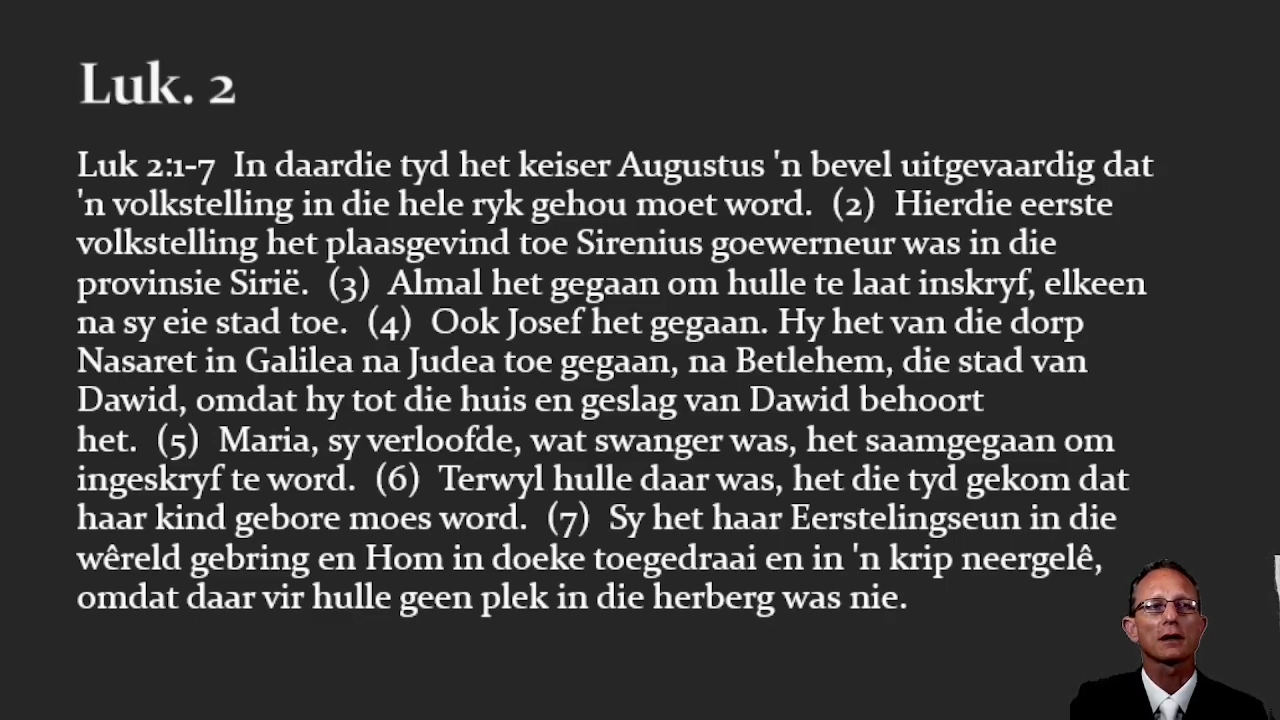 Luk. 2
Luk 2:1-7  In daardie tyd het keiser Augustus 'n bevel uitgevaardig dat
'n volkstelling in die hele ryk gehou moet word.  (2)  Hierdie eerste
volkstelling het plaasgevind toe Sirenius goewerneur was in die
provinsie Sirië.  (3)  Almal het gegaan om hulle te laat inskryf, elkeen
na sy eie stad toe.  (4)  Ook Josef het gegaan. Hy het van die dorp
Nasaret in Galilea na Judea toe gegaan, na Betlehem, die stad van
Dawid, omdat hy tot die huis en geslag van Dawid behoort
het.  (5)  Maria, sy verloofde, wat swanger was, het saamgegaan om
ingeskryf te word.  (6)  Terwyl hulle daar was, het die tyd gekom dat
haar kind gebore moes word.  (7)  Sy het haar Eerstelingseun in die
wêreld gebring en Hom in doeke toegedraai en in 'n krip neergelê,
omdat daar vir hulle geen plek in die herberg was nie.